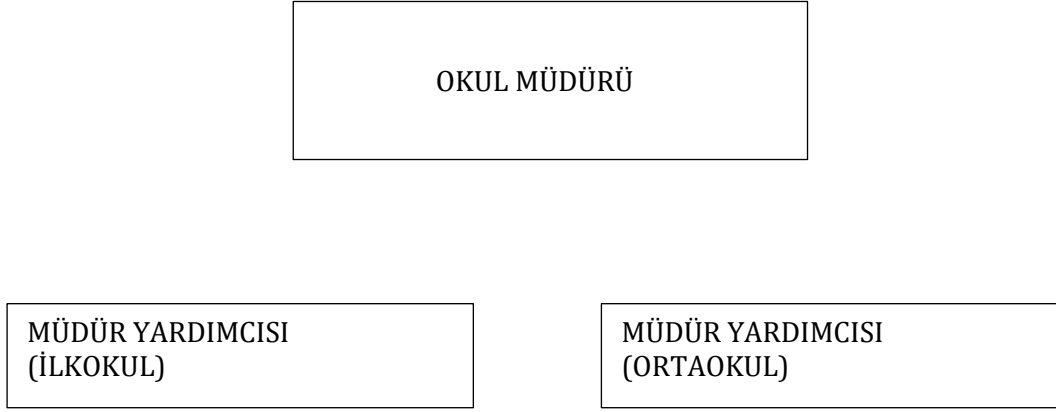 OKUL MÜDÜRÜ
MÜDÜR YARDIMCISI
(İLKOKUL)
MÜDÜR YARDIMCISI
(ORTAOKUL)